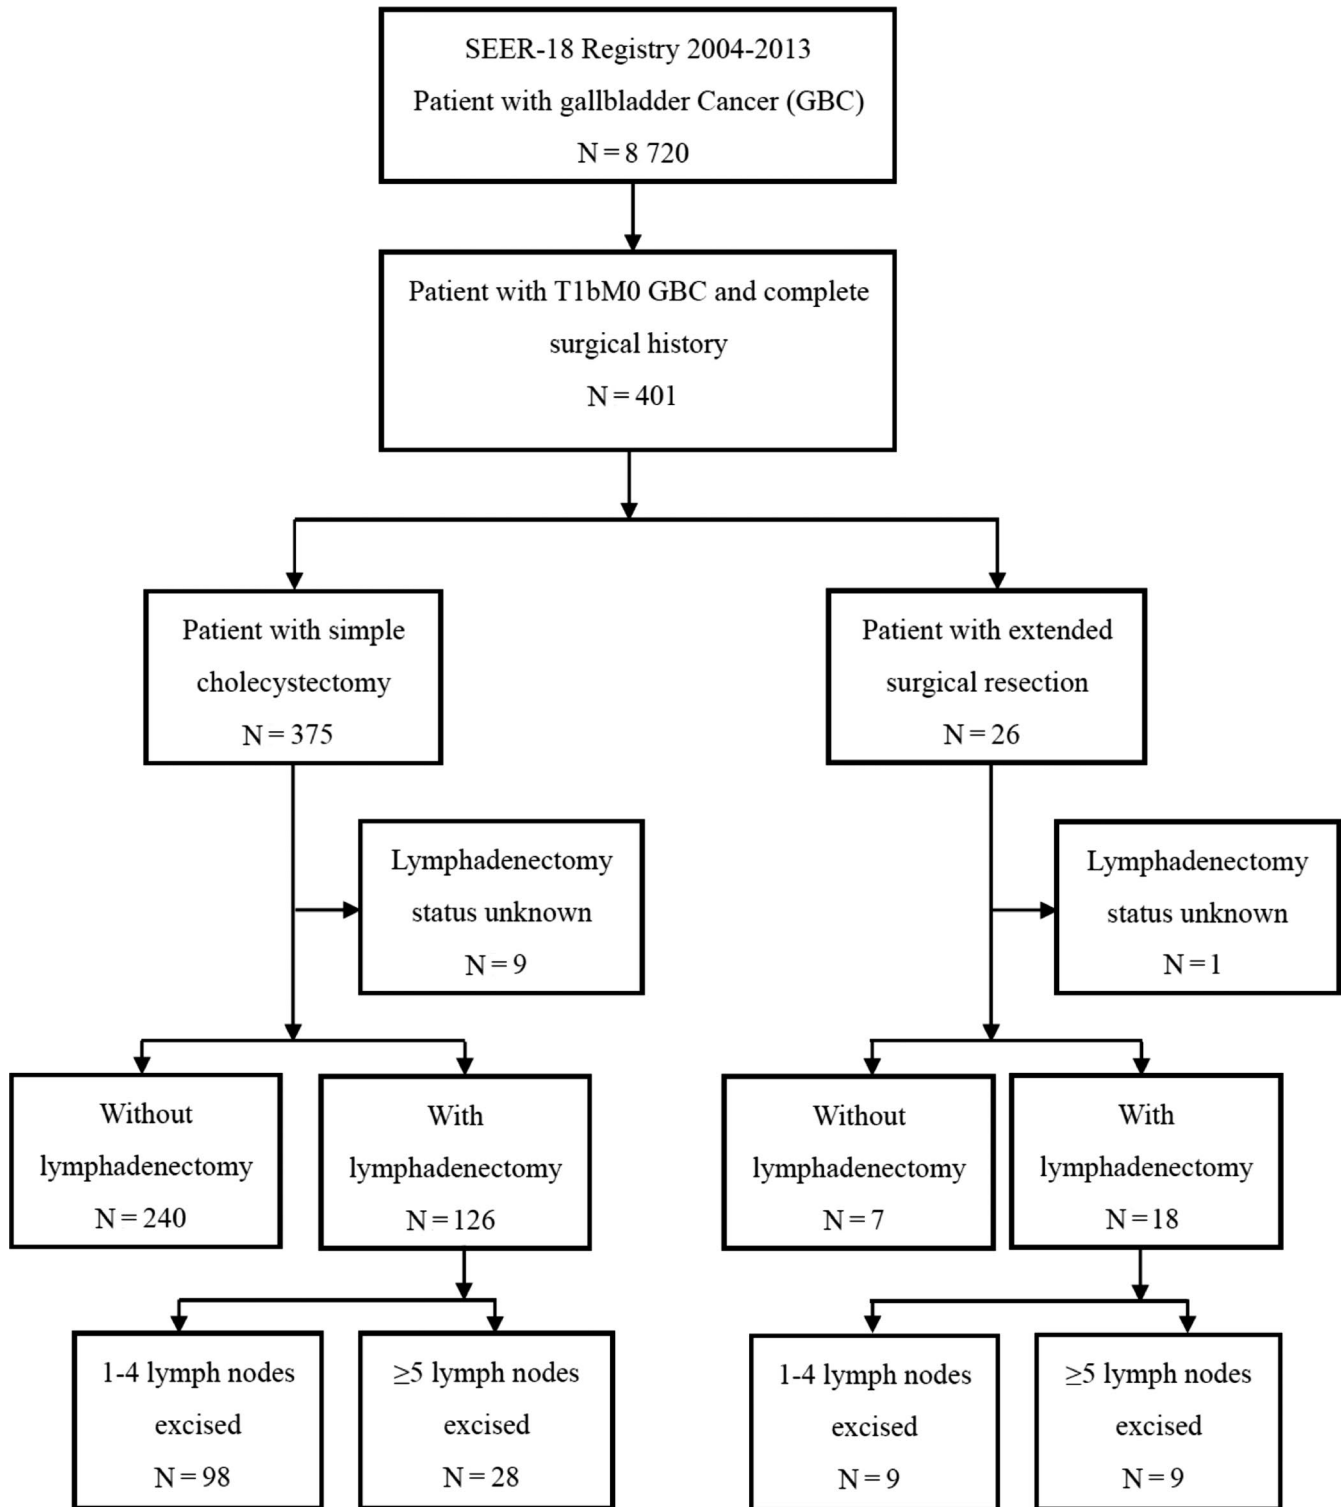 SEER-18 Registry 2004-2013
Patient with gallbladder Cancer (GBC)
N = 8 720
Patient with T1bM0 GBC and complete
surgical history
N = 401
Patient with simple
cholecystectomy
N = 375
Patient with extended
surgical resection
N = 26
Lymphadenectomy
status unknown
N = 9
Lymphadenectomy
status unknown
N = 1
Without
lymphadenectomy
N = 240
With
lymphadenectomy
N = 126
Without
lymphadenectomy
N = 7
With
lymphadenectomy
N = 18
1-4 lymph nodes
excised
N = 98
≥5 lymph nodes
excised
N = 28
1-4 lymph nodes
excised
N = 9
≥5 lymph nodes
excised
N = 9